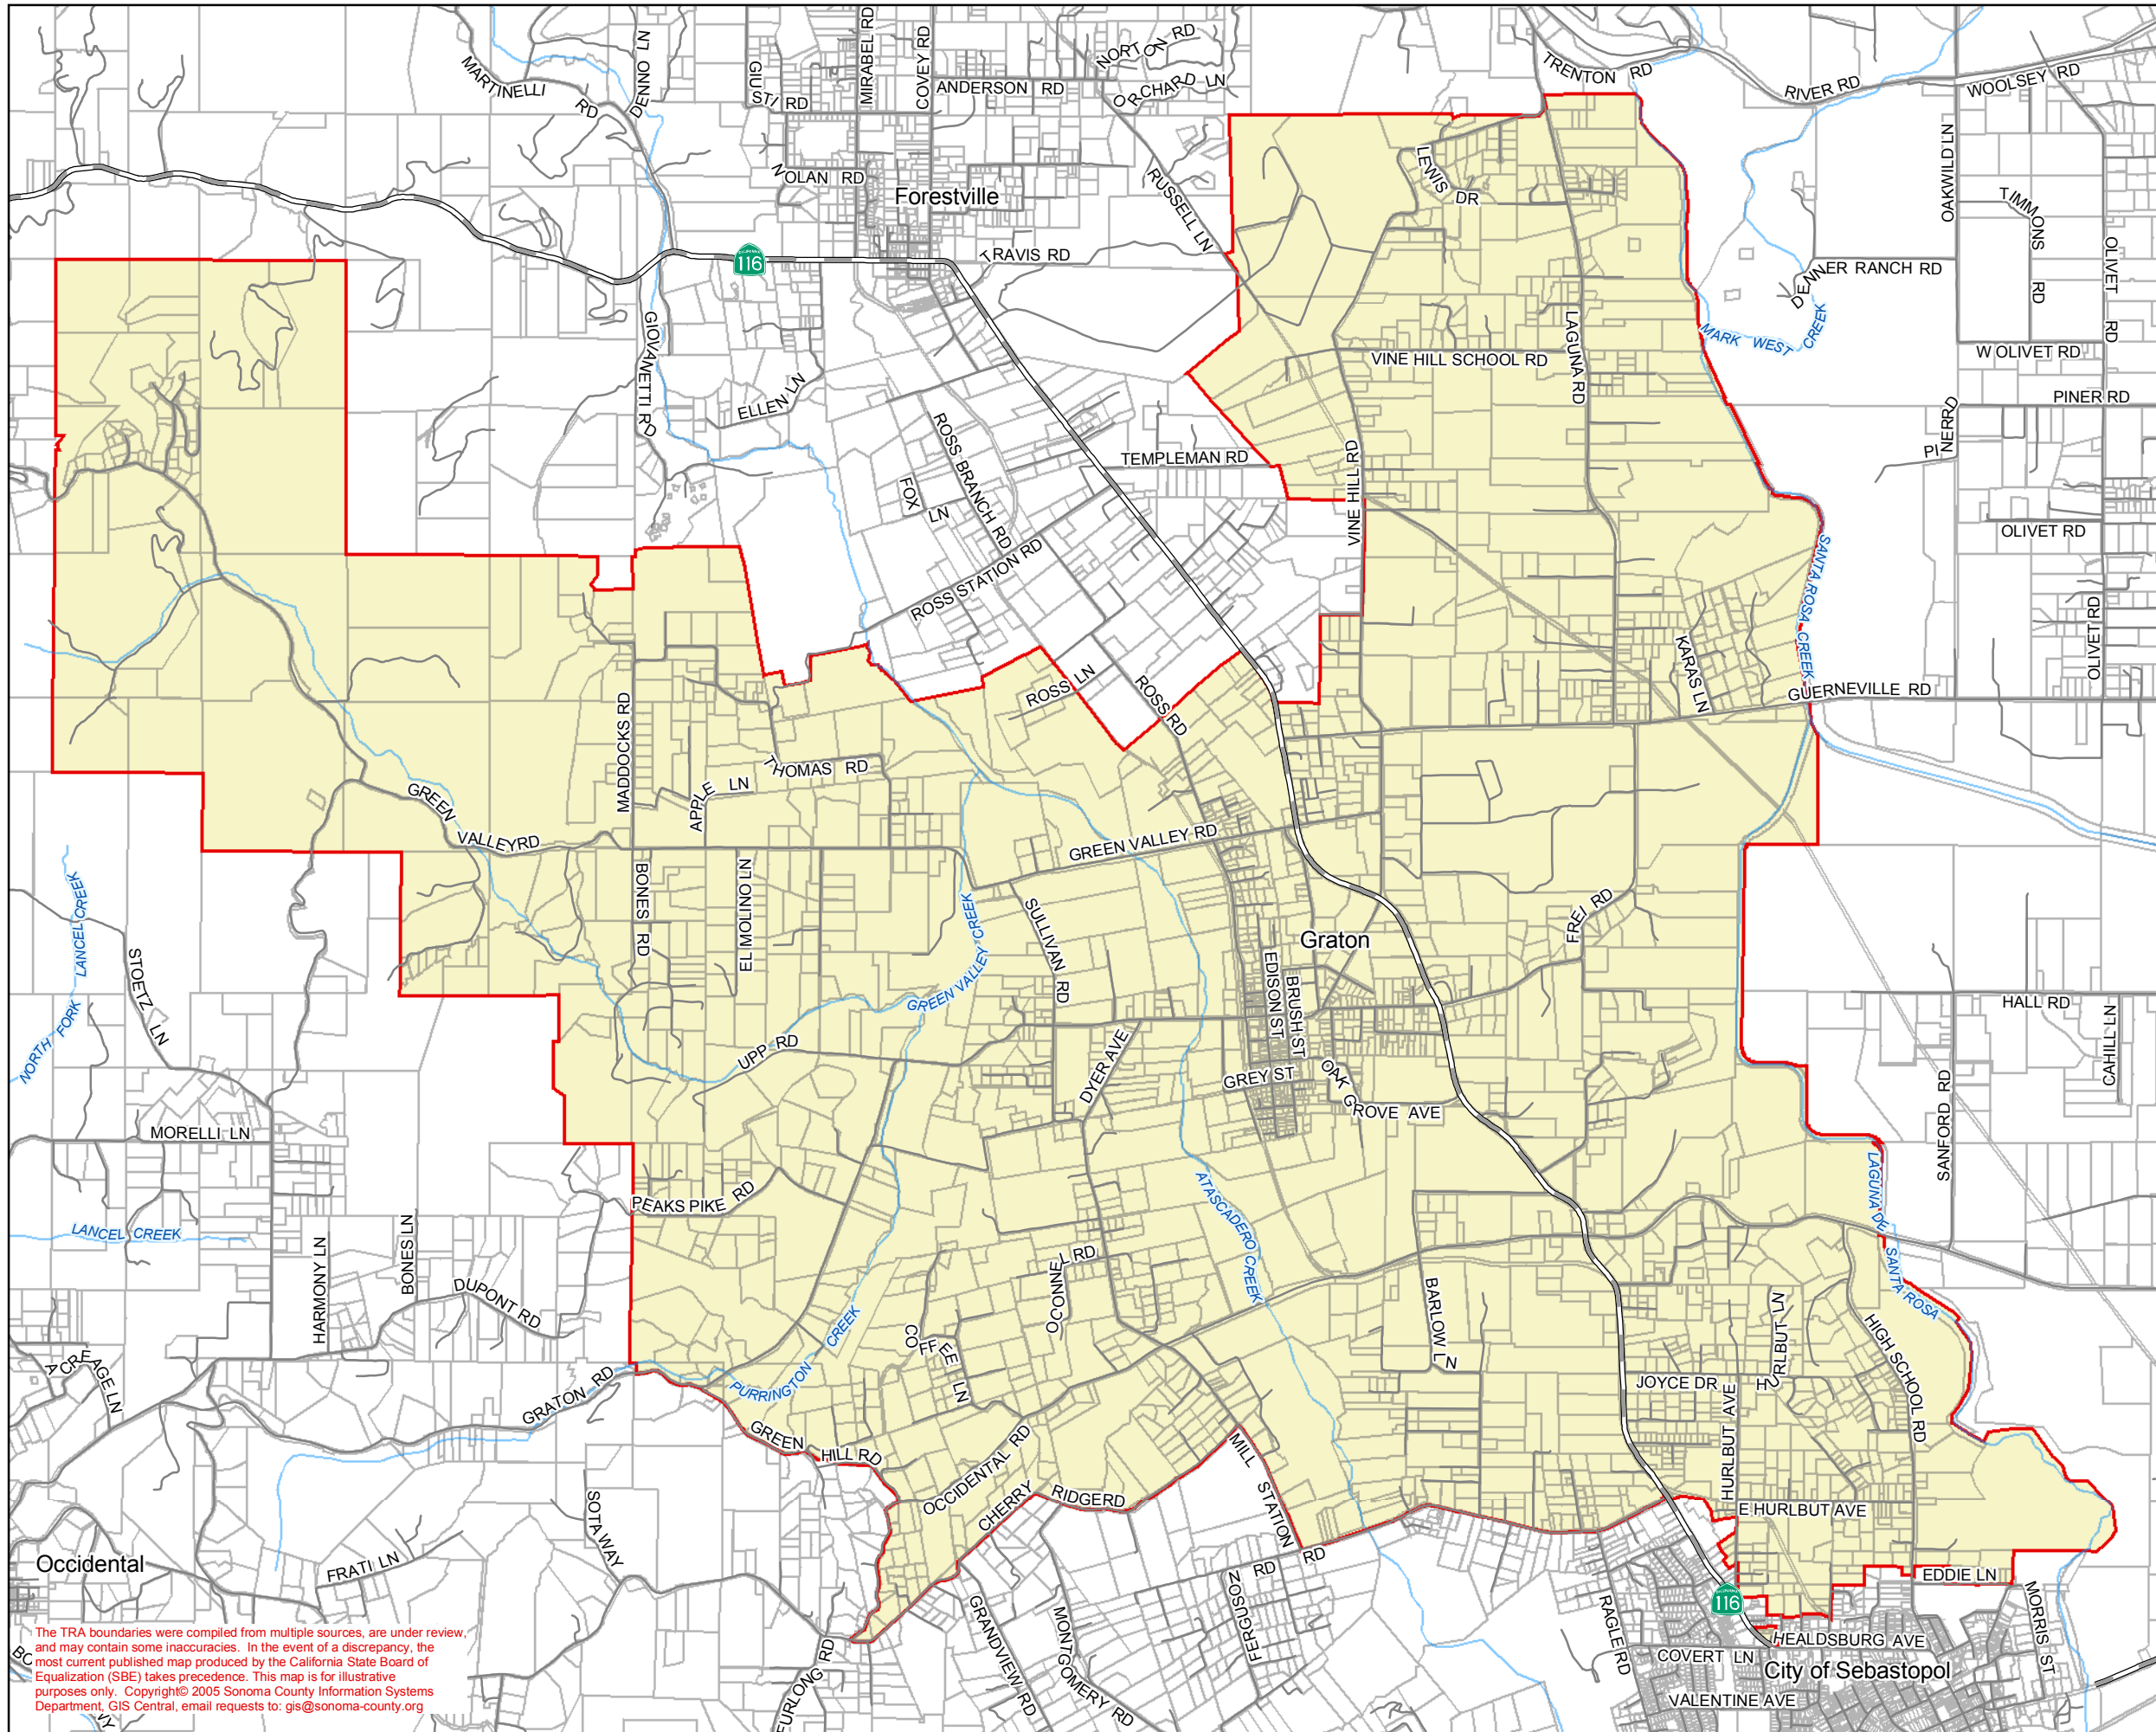 MARTINELLI RD
DENNO LN
GIUSTI RD
MIRABEL RD
COVEY RD
ANDERSON RD
NORTON RD
ORCHARD LN
TRENTON RD
RIVER RD
WOOLSEY RD
NOLAN RD
Forestville
RUSSELL LN
LEWIS DR
OAKWILD LN
TIMMONS RD
OLIVET RD
116
TRAVIS RD
DENNER RANCH RD
GIOVANETTI RD
ELLEN LN
LAGUNA RD
MARK WEST CREEK
VINE HILL SCHOOL RD
W OLIVET RD
PINER RD
ROSS BRANCH RD
TEMPLEMAN RD
VINE HILL RD
PINER RD
FOX LN
OLIVET RD
ROSS STATION RD
SANTA ROSA CREEK
OLIVET RD
KARAS LN
MADDOCKS RD
ROSS LN
ROSS RD
GUERNEVILLE RD
THOMAS RD
APPLE LN
GREEN VALLEY RD
GREEN VALLEY RD
BONES RD
EL MOLINO LN
NORTH FORK LANCEL CREEK
STOETZ LN
GREEN VALLEY CREEK
SULLIVAN RD
FREI RD
Graton
EDISON ST
BRUSH ST
HALL RD
CAHILL LN
UPP RD
DYER AVE
GREY ST
OAK GROVE AVE
SANFORD RD
MORELLI LN
PEAKS PIKE RD
ATASCADERO CREEK
LAGUNA DE SANTA ROSA
LANCEL CREEK
HARMONY LN
BONES LN
DUPONT RD
OCONNEL RD
BARLOW LN
HURLBUT LN
HIGH SCHOOL RD
COFFEE LN
ACREAGE LN
GRATON RD
PURRINGTON CREEK
JOYCE DR
HURLBUT AVE
GREEN HILL RD
OCCIDENTAL RD
CHERRY RIDGERD
MILL STATION RD
E HURLBUT AVE
SOTA WAY
Occidental
FRATI LN
FERGUSON RD
EDDIE LN
116
GRANDVIEW RD
MONTGOMERY RD
RAGLE RD
MORRIS ST
HEALDSBURG AVE
COVERT LN
City of Sebastopol
FURLONG RD
VALENTINE AVE
The TRA boundaries were compiled from multiple sources, are under review,
and may contain some inaccuracies. In the event of a discrepancy, the
most current published map produced by the California State Board of
Equalization (SBE) takes precedence. This map is for illustrative
purposes only. Copyright© 2005 Sonoma County Information Systems
Department, GIS Central, email requests to: gis@sonoma-county.org